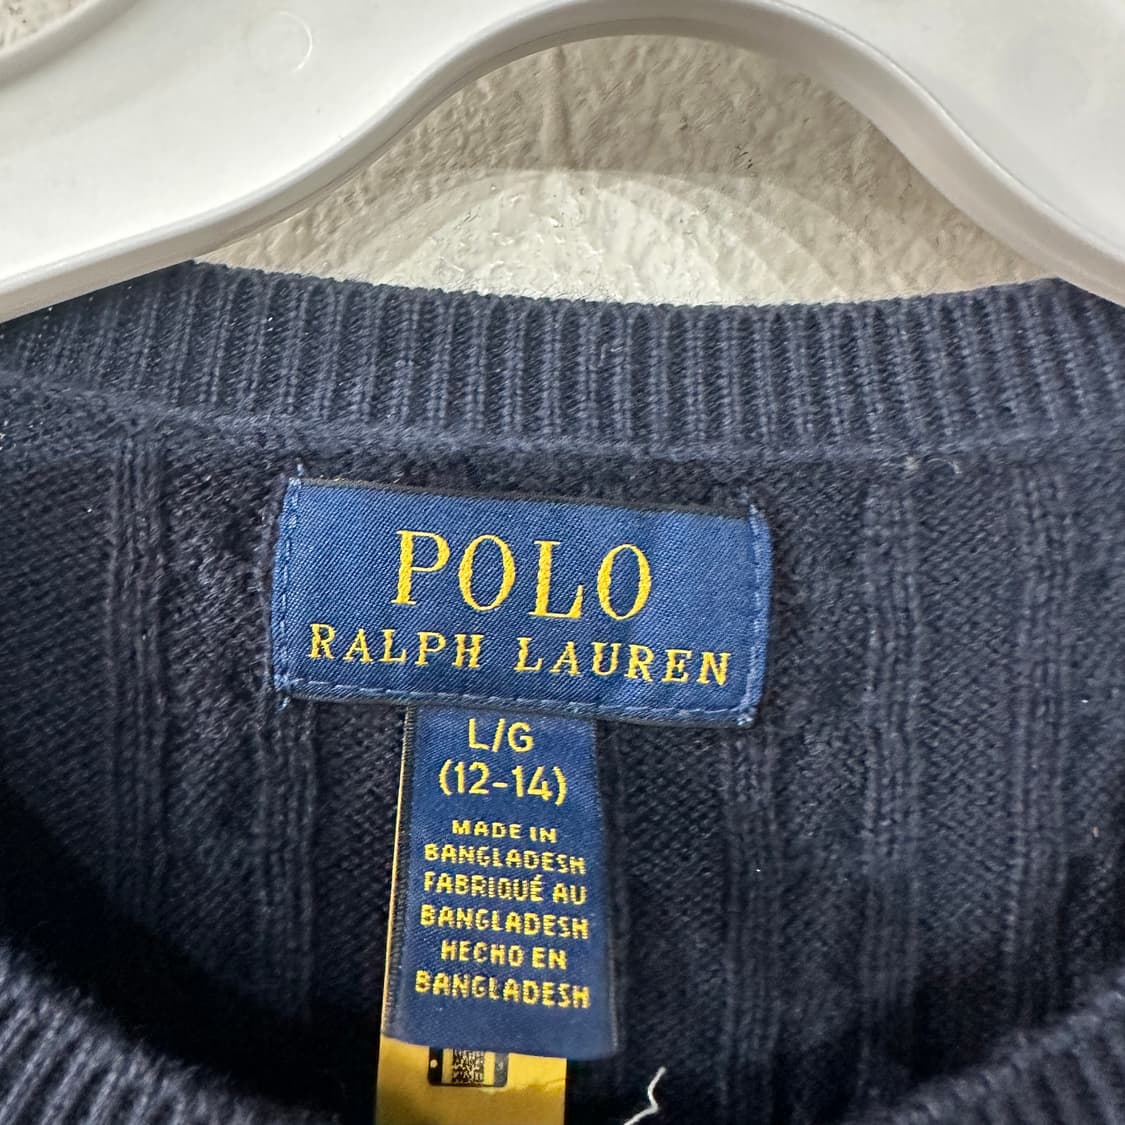 POLO
RALPH LAUREN
L/G
(12-14)
MADE IN
BANGLADESH
FABRIQUÉ AU
BANGLADESH
HECHO EN
BANGLADESH